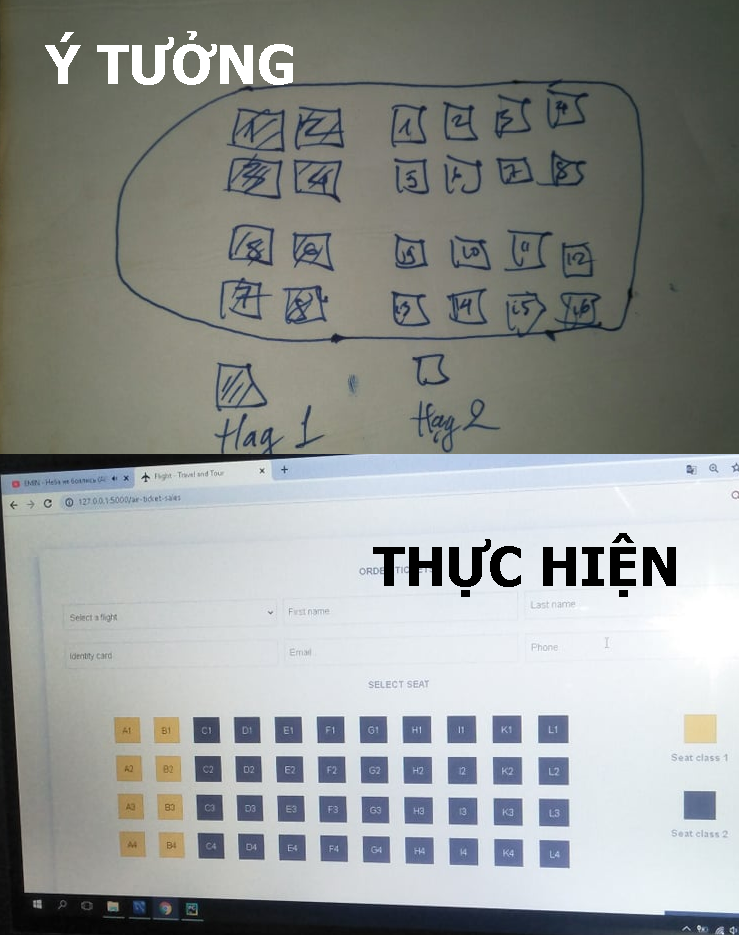 Ý TƯỞNG
1 2 1 2 3 4
3 4 5 6 7 8
6 10 11 12
7 8 13 14 15 16
Hạg 1 Hạg 2
EMIN - Небо не боялись (A
Flight - Travel and Tour
127.0.0.1:5000/air-ticket-sales
THỰC HIỆN
ORDER TICKETS
Select a flight First name Last name
Identity card Email Phone
SELECT SEAT
A1 B1 C1 D1 E1 F1 G1 H1 I1 K1 L1
Seat class 1
A2 B2 C2 D2 E2 F2 G2 H2 I2 K2 L2
A3 B3 C3 D3 E3 F3 G3 H3 I3 K3 L3
Seat class 2
A4 B4 C4 D4 E4 F4 G4 H4 I4 K4 L4